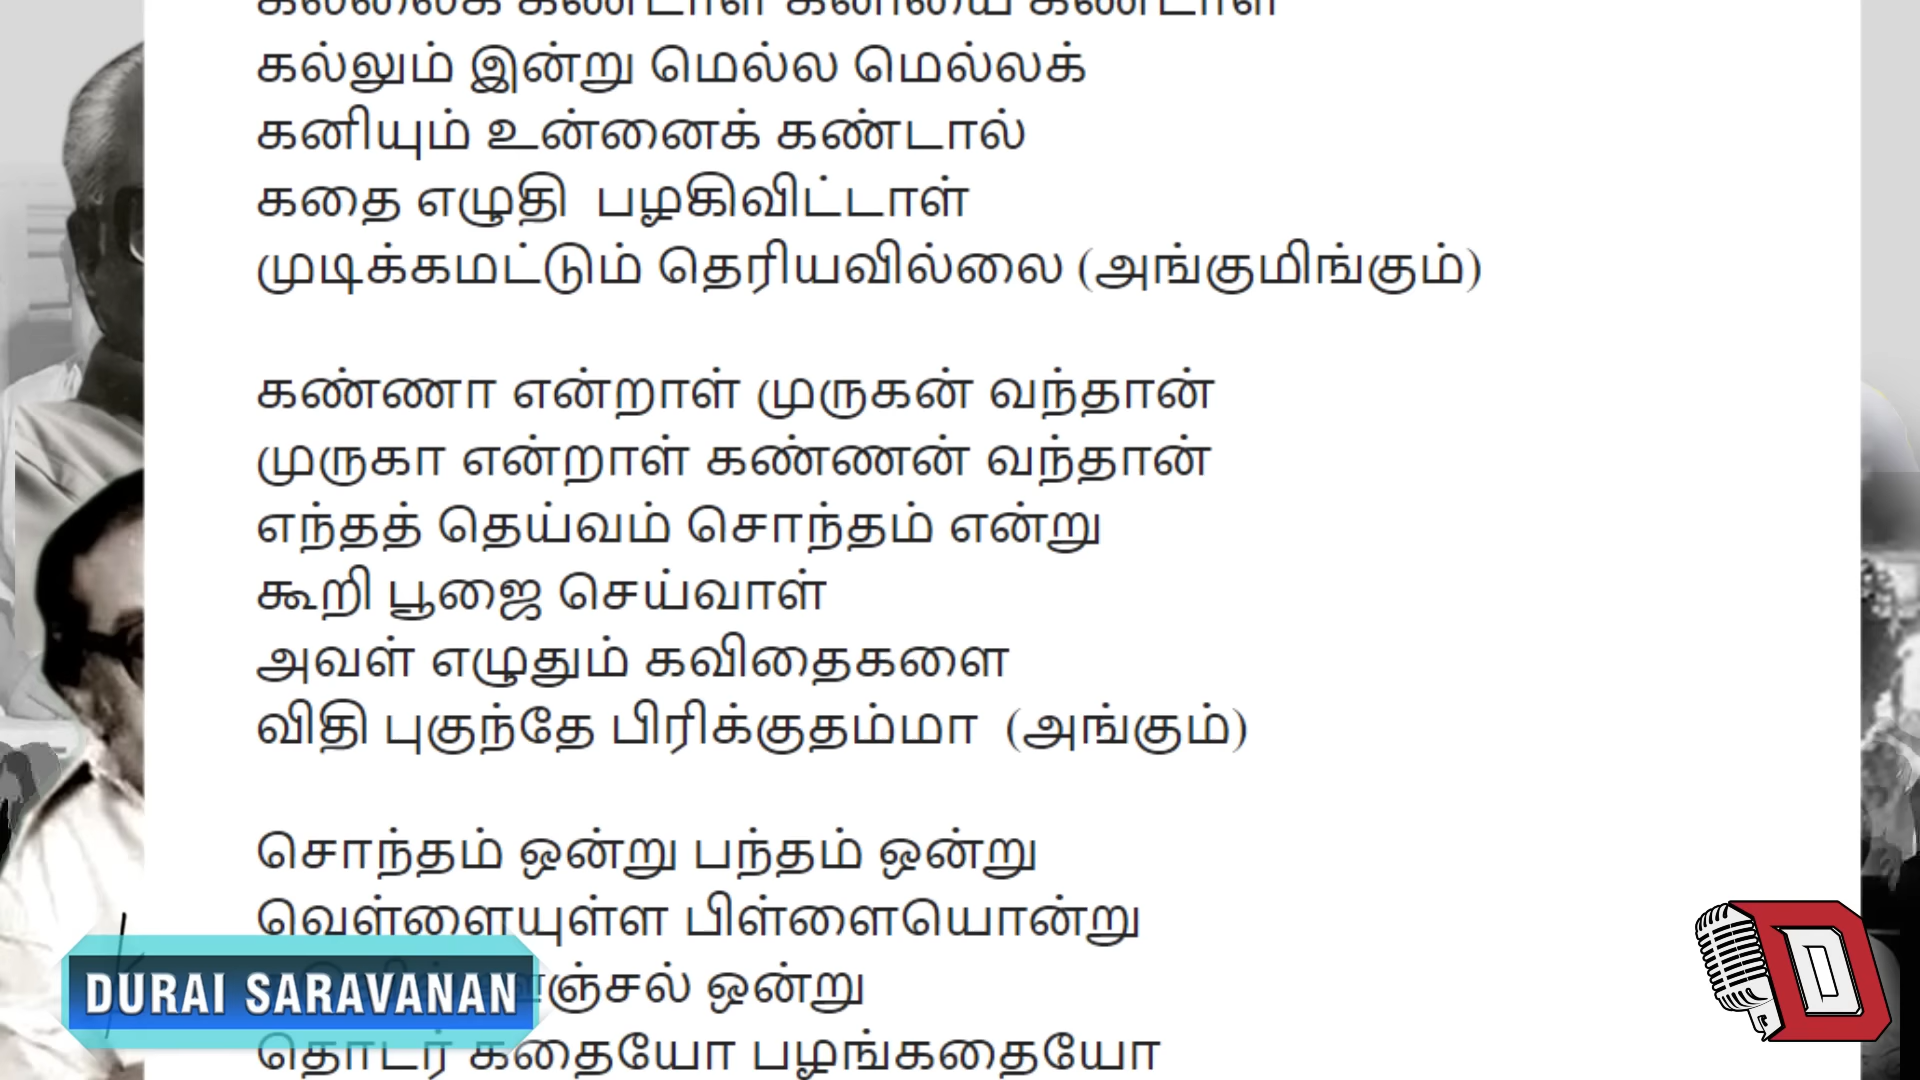 கல்லும் இன்று மெல்ல மெல்லக்
கனியும் உன்னைக் கண்டால்
கதை எழுதி பழகிவிட்டாள்
முடிக்கமட்டும் தெரியவில்லை (அங்குமிங்கும்)
கண்ணா என்றாள் முருகன் வந்தான்
முருகா என்றாள் கண்ணன் வந்தான்
எந்தத் தெய்வம் சொந்தம் என்று
கூறி பூஜை செய்வாள்
அவள் எழுதும் கவிதைகளை
விதி புகுந்தே பிரிக்குதம்மா (அங்கும்)
சொந்தம் ஒன்று பந்தம் ஒன்று
வெள்ளையுள்ள பிள்ளையொன்று
ஒன்று
தொடர் கதையோ பழங்கதையோ
DURAI SARAVANAN
D